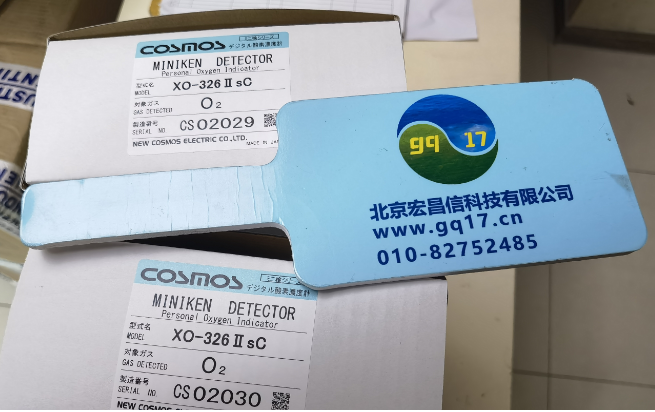 COSMOS
デジタル酸素濃度計
MINIKEN DETECTOR
Personal Oxygen Indicator
型式名
MODEL
XO-326ⅡsC
対象ガス
GAS DETECTED
O₂
製造番号
SERIAL NO
CS02029
NEW COSMOS ELECTRIC CO.,LTD.
MADE IN
gq 17
北京宏昌信科技有限公司
www.gq17.cn
010-82752485
COSMOS
デジタル酸素濃度計
MINIKEN DETECTOR
Personal Oxygen Indicator
型式名
MODEL
XO-326ⅡsC
対象ガス
GAS DETECTED
O₂
製造番号
SERIAL NO
CS02030
NEW COSMOS ELECTRIC CO.,LTD